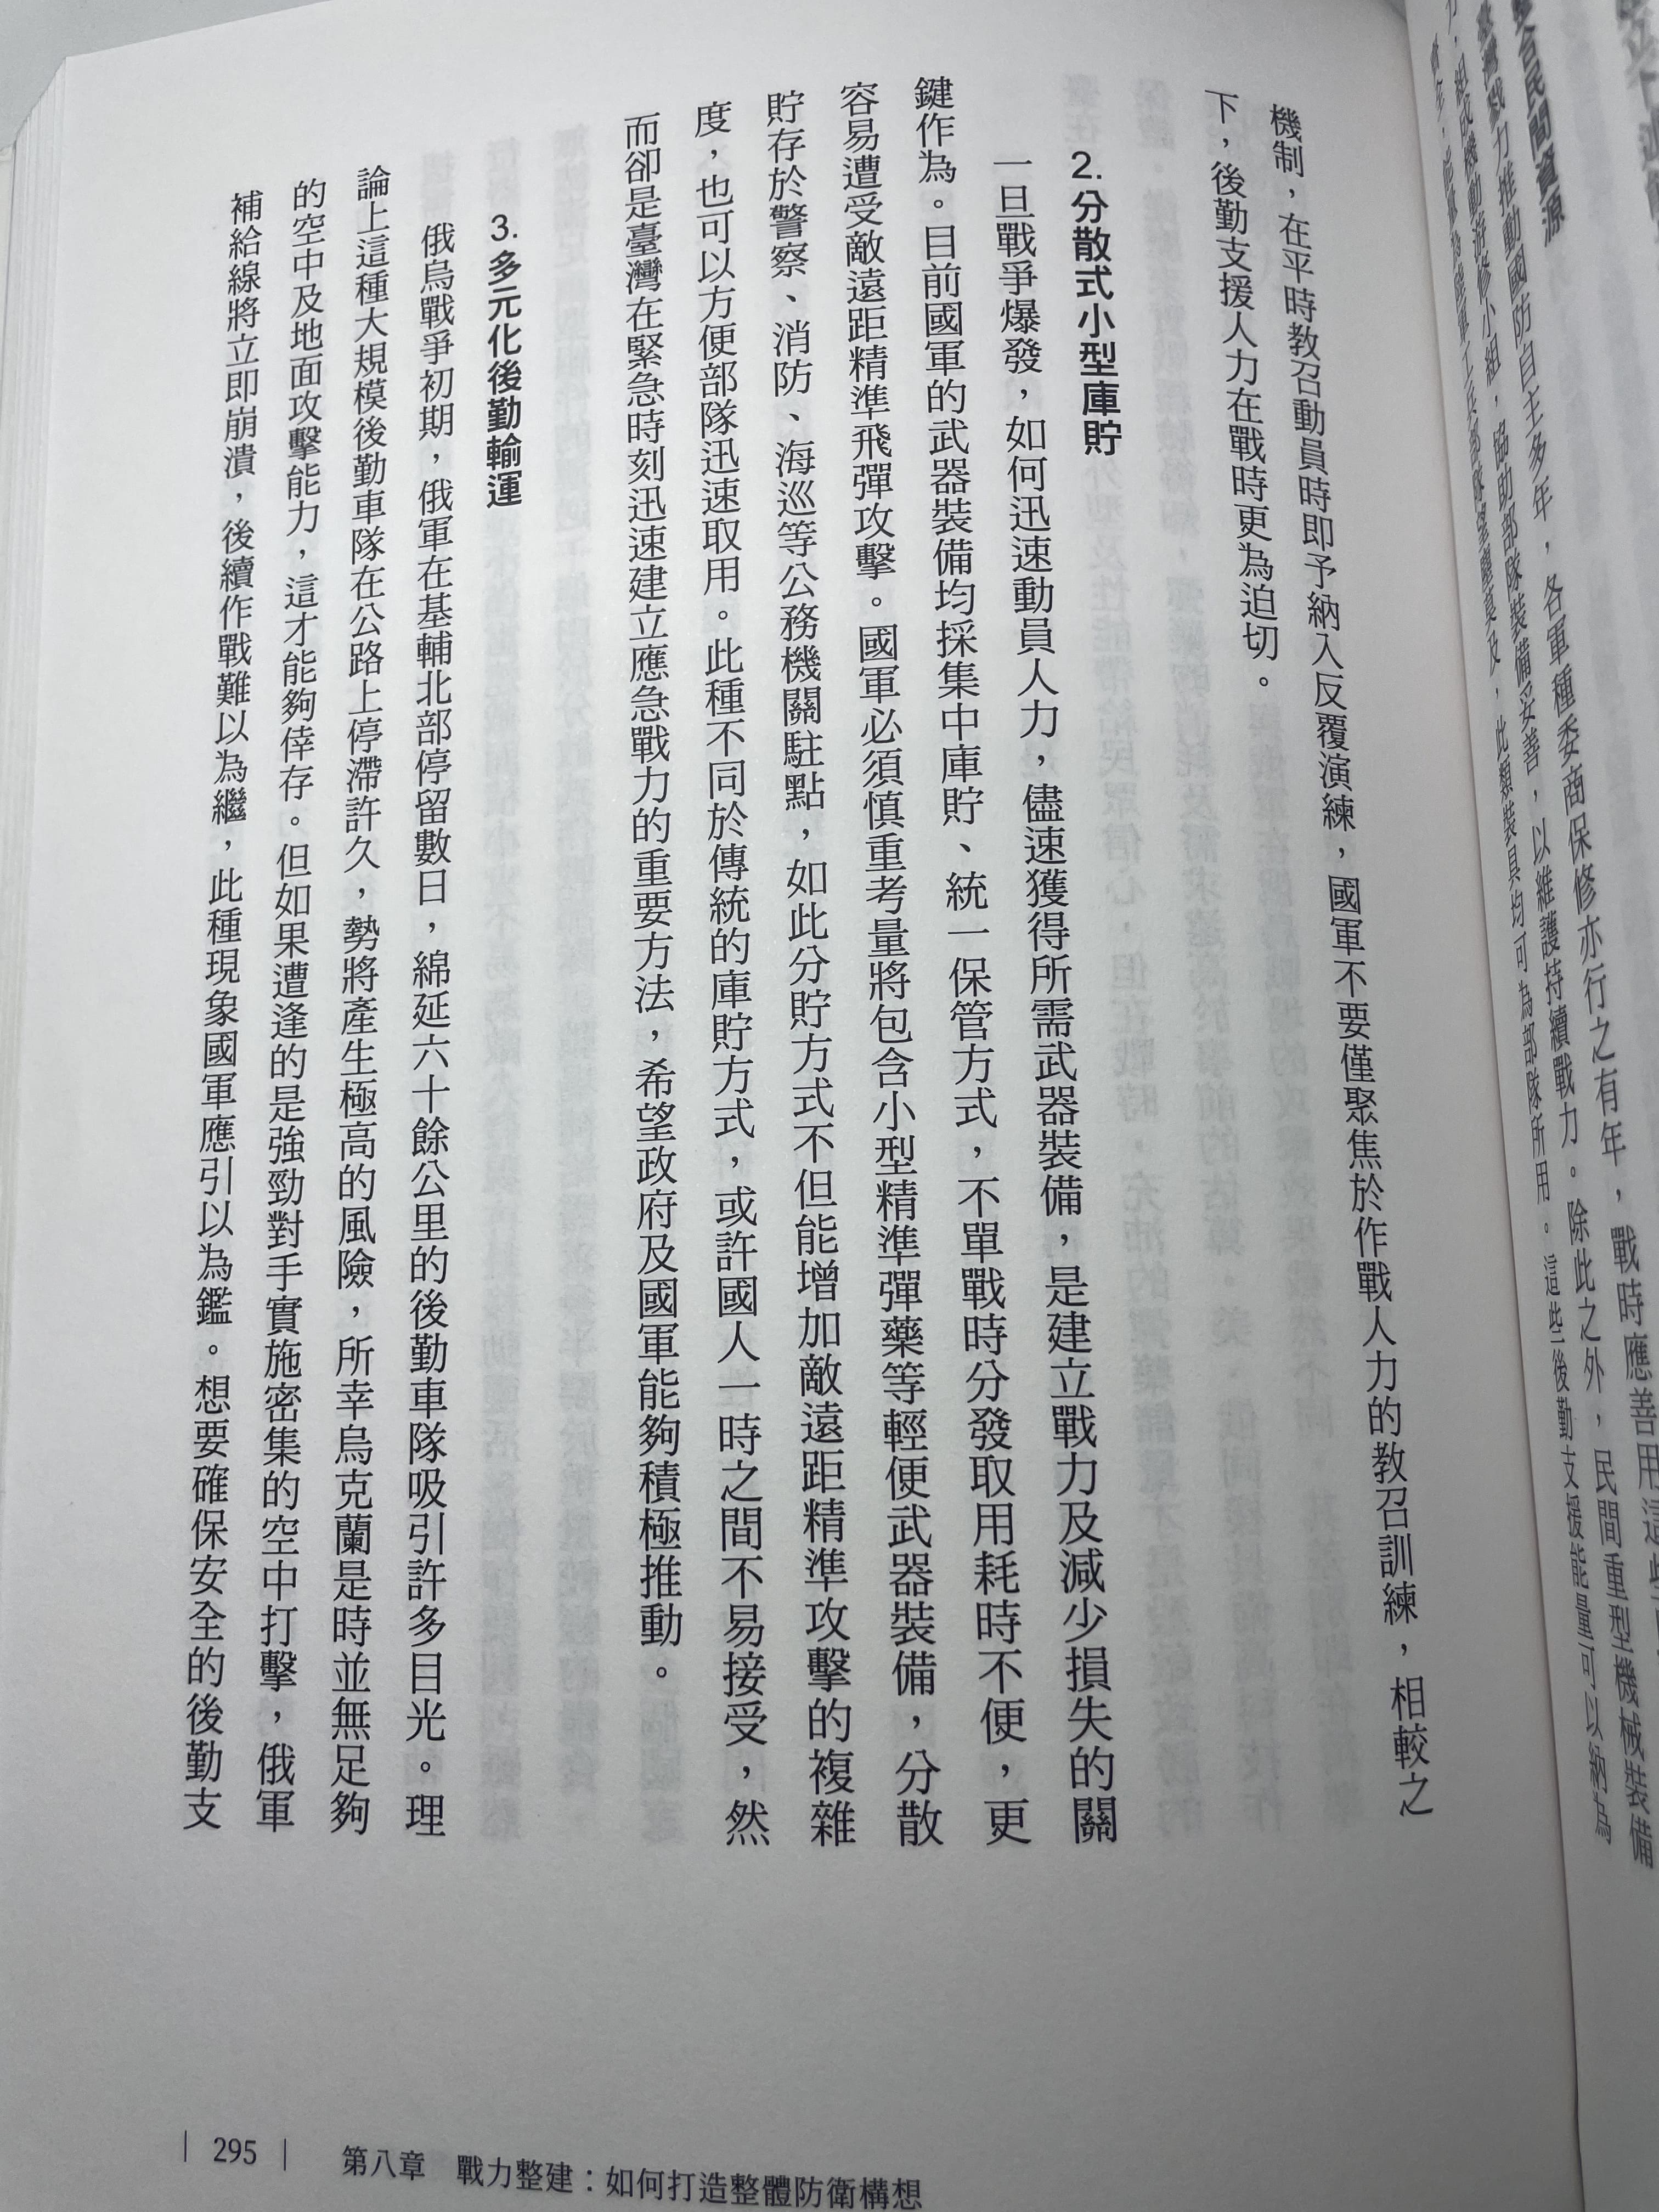 機制，在平時教召動員時即予納入反覆演練，國軍不要僅聚焦於作戰人力的教召訓練，相較之
下，後勤支援人力在戰時更為迫切。
2.分散式小型庫貯
一旦戰爭爆發，如何迅速動員人力，儘速獲得所需武器裝備，是建立戰力及減少損失的關
鍵作為。目前國軍的武器裝備均採集中庫貯、統一保管方式，不單戰時分發取用耗時不便，更
容易遭受敵遠距精準飛彈攻擊。國軍必須慎重考量將包含小型精準彈藥等輕便武器裝備，分散
貯存於警察、消防、海巡等公務機關駐點，如此分貯方式不但能增加敵遠距精準攻擊的複雜
度，也可以方便部隊迅速取用。此種不同於傳統的庫貯方式，或許國人一時之間不易接受，然
而卻是臺灣在緊急時刻迅速建立應急戰力的重要方法，希望政府及國軍能夠積極推動。
3.多元化後勤輸運
俄烏戰爭初期，俄軍在基輔北部停留數日，綿延六十餘公里的後勤車隊吸引許多目光。理
論上這種大規模後勤車隊在公路上停滯許久，勢將產生極高的風險，所幸烏克蘭是時並無足夠
的空中及地面攻擊能力，這才能夠倖存。但如果遭逢的是強勁對手實施密集的空中打擊，俄軍
補給線將立即崩潰，後續作戰難以為繼，此種現象國軍應引以為鑑。想要確保安全的後勤支
| 295 | 第八章 戰力整建：如何打造整體防衛構想
合民間資源
力推動國防自主多年，各軍種委商保修亦行之有年，戰時應善用這些
組成機動游修小組，協助部隊裝備妥善，以維護持續戰力。除此之外，民間重型機械裝備
此類裝具均可為部隊所用。這些後勤支援能量可以納為